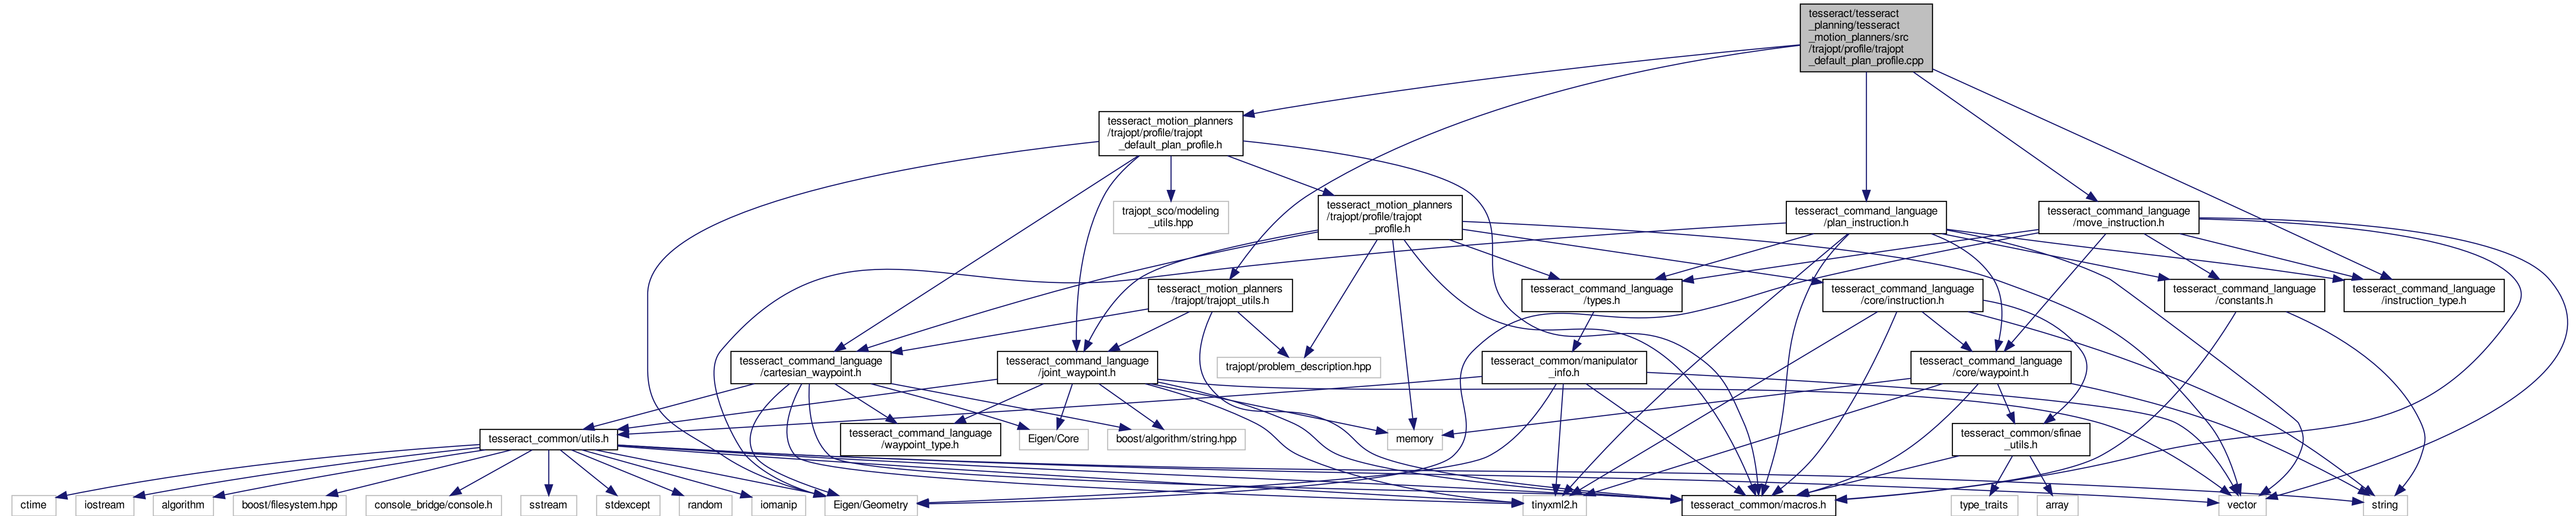 tesseract/tesseract
_planning/tesseract
_motion_planners/src
/trajopt/profile/trajopt
_default_plan_profile.cpp
tesseract_motion_planners
/trajopt/profile/trajopt
_default_plan_profile.h
trajopt_sco/modeling
_utils.hpp
tesseract_motion_planners
/trajopt/profile/trajopt
_profile.h
tesseract_command_language
/plan_instruction.h
tesseract_command_language
/move_instruction.h
tesseract_motion_planners
/trajopt/trajopt_utils.h
tesseract_command_language
/types.h
tesseract_command_language
/core/instruction.h
tesseract_command_language
/constants.h
tesseract_command_language
/instruction_type.h
tesseract_command_language
/cartesian_waypoint.h
tesseract_command_language
/joint_waypoint.h
trajopt/problem_description.hpp
tesseract_common/manipulator
_info.h
tesseract_command_language
/core/waypoint.h
tesseract_common/utils.h
tesseract_command_language
/waypoint_type.h
Eigen/Core
boost/algorithm/string.hpp
memory
tesseract_common/sfinae
_utils.h
ctime
iostream
algorithm
boost/filesystem.hpp
console_bridge/console.h
sstream
stdexcept
random
iomanip
Eigen/Geometry
tinyxml2.h
tesseract_common/macros.h
type_traits
array
vector
string